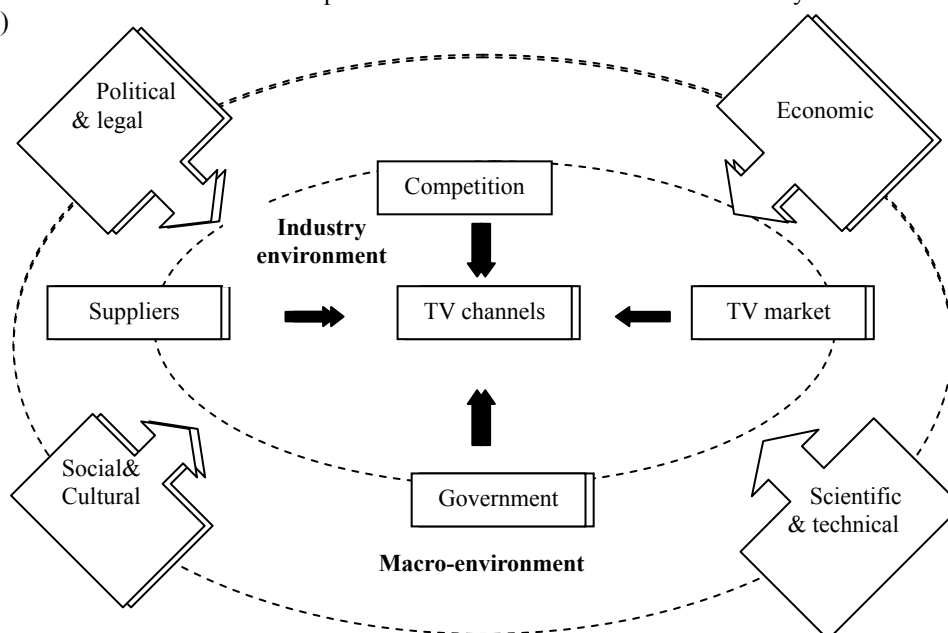 )
Political
& legal
Economic
Competition
Industry
environment
Suppliers
TV channels
TV market
Social&
Cultural
Government
Scientific
& technical
Macro-environment